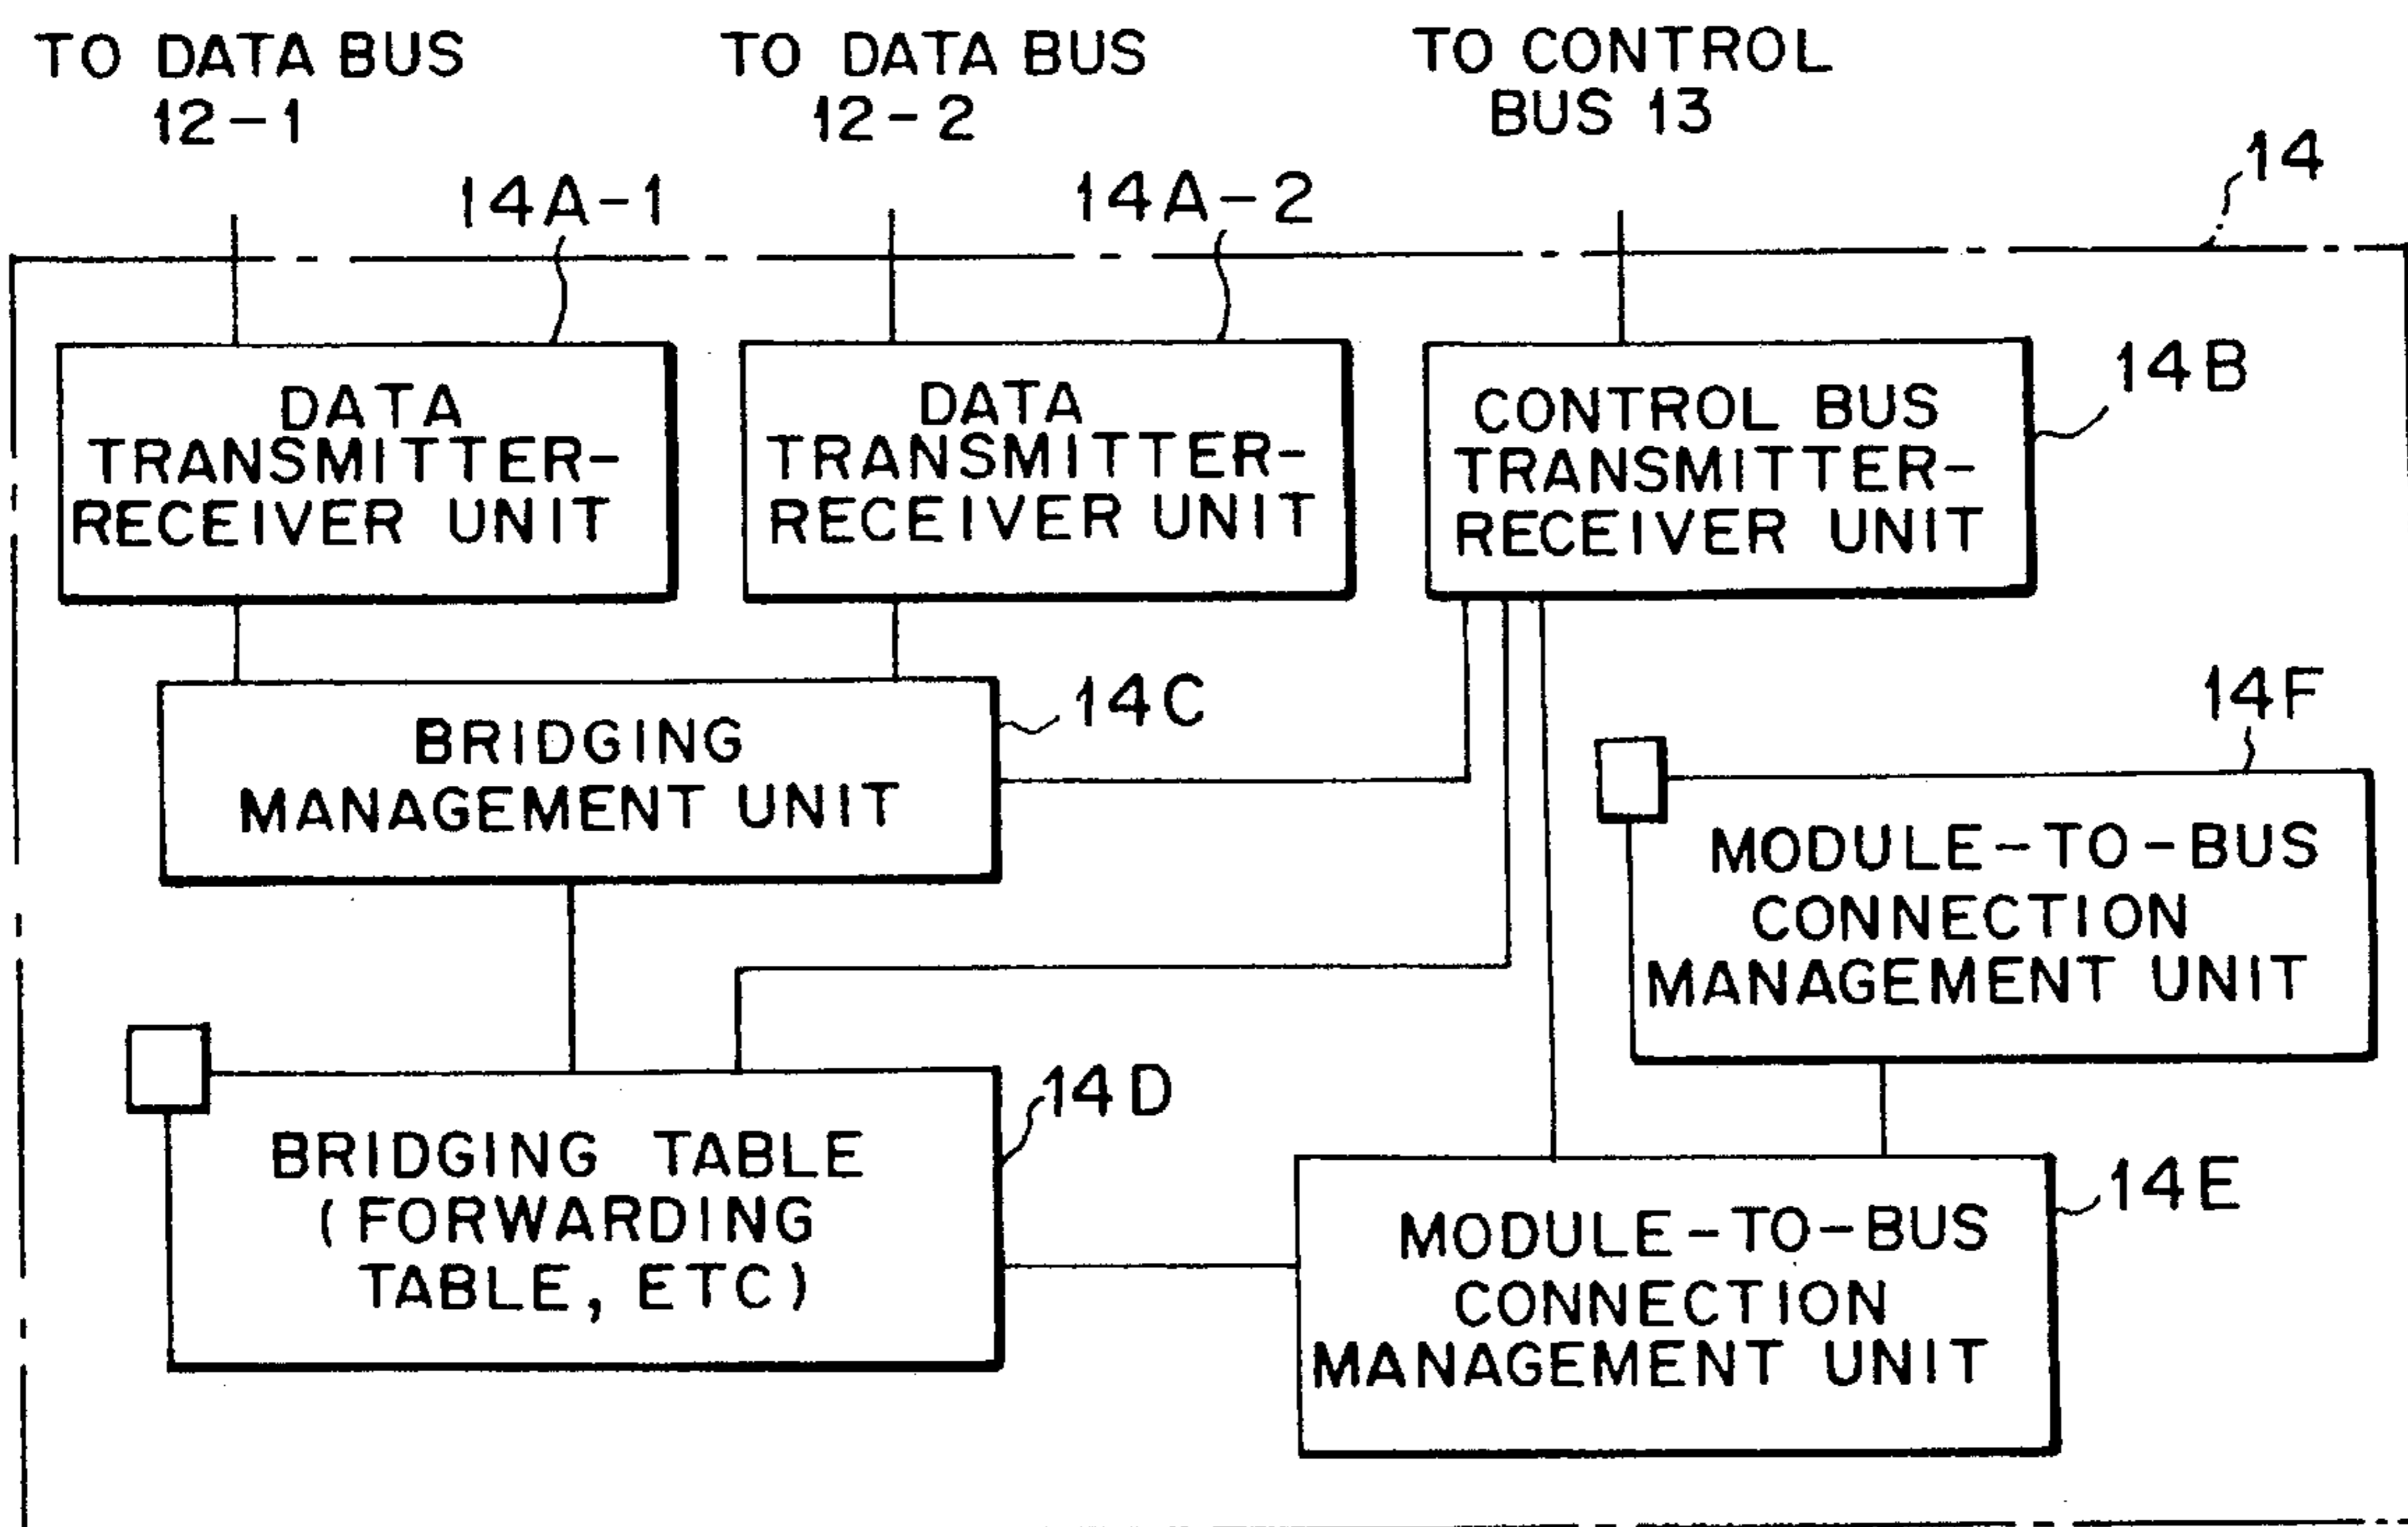 TO DATA BUS
12-1
TO DATA BUS
12-2
TO CONTROL
BUS 13
14
14A-1
14A-2
DATA
TRANSMITTER-
RECEIVER UNIT
DATA
TRANSMITTER-
RECEIVER UNIT
CONTROL BUS
TRANSMITTER-
RECEIVER UNIT
14B
BRIDGING
MANAGEMENT UNIT
14C
14F
MODULE-TO-BUS
CONNECTION
MANAGEMENT UNIT
BRIDGING TABLE
(FORWARDING
TABLE, ETC)
14D
MODULE-TO-BUS
CONNECTION
MANAGEMENT UNIT
14E